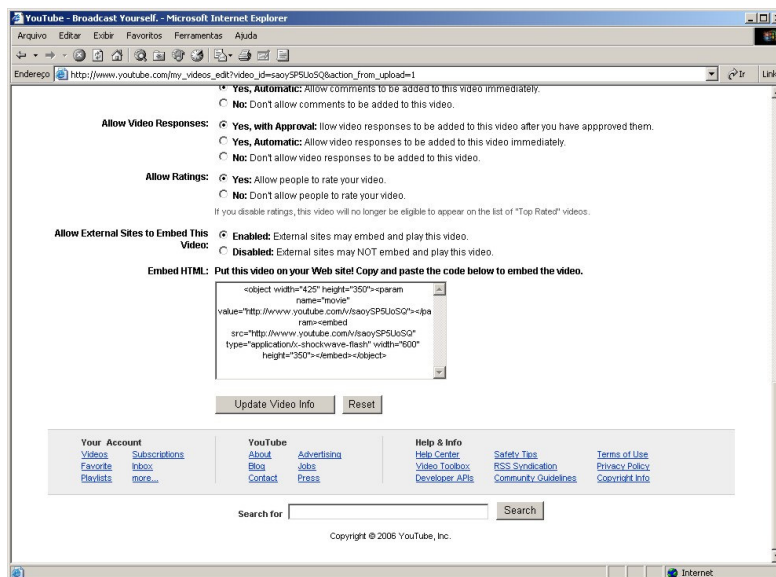 YouTube - Broadcast Yourself. - Microsoft Internet Explorer
Arquivo Editar Exibir Favoritos Ferramentas Ajuda
Endereço http://www.youtube.com/my_videos_edit?video_id=saoySP5UoSQ&action_from_upload=1 Ir Link
Yes, Automatic: Allow comments to be added to this video immediately.
No: Don't allow comments to be added to this video.
Allow Video Responses: Yes, with Approval: llow video responses to be added to this video after you have appproved them.
Yes, Automatic: Allow video responses to be added to this video immediately.
No: Don't allow video responses to be added to this video.
Allow Ratings: Yes: Allow people to rate your video.
No: Don't allow people to rate your video.
If you disable ratings, this video will no longer be eligible to appear on the list of "Top Rated" videos.
Allow External Sites to Embed This Video: Enabled: External sites may embed and play this video.
Disabled: External sites may NOT embed and play this video.
Embed HTML: Put this video on your Web site! Copy and paste the code below to embed the video.
<object width="425" height="350"><param
name="movie"
value="http://www.youtube.com/v/saoySP5UoSQ"></pa
ram><embed
src="http://www.youtube.com/v/saoySP5UoSQ"
type="application/x-shockwave-flash" width="600"
height="350"></embed></object>
Update Video Info Reset
Your Account YouTube Help & Info
Videos Subscriptions About Advertising Help Center Safety Tips Terms of Use
Favorite Inbox Blog Jobs Video Toolbox RSS Syndication Privacy Policy
Playlists more... Contact Press Developer APIs Community Guidelines Copyright Info
Search for Search
Copyright © 2006 YouTube, Inc.
Internet